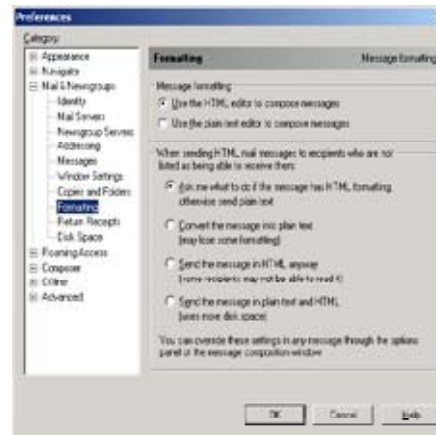 Preferences
Category:
Appearance
Navigator
Mail & Newsgroups
Identity
Mail Servers
Newsgroup Servers
Addressing
Messages
Window Settings
Copies and Folders
Formatting
Return Receipts
Disk Space
Roaming Access
Composer
Offline
Advanced
Formatting Message formatting
Message formatting
Use the HTML editor to compose messages
Use the plain text editor to compose messages
When sending HTML mail messages to recipients who are not
listed as being able to receive them:
Ask me what to do if the message has HTML formatting,
otherwise send plain text
Convert the message into plain text
(may lose some formatting)
Send the message in HTML anyway
(some recipients may not be able to read it)
Send the message in plain text and HTML
(uses more disk space)
You can override these settings in any message through the options
panel of the message composition window
OK Cancel Help